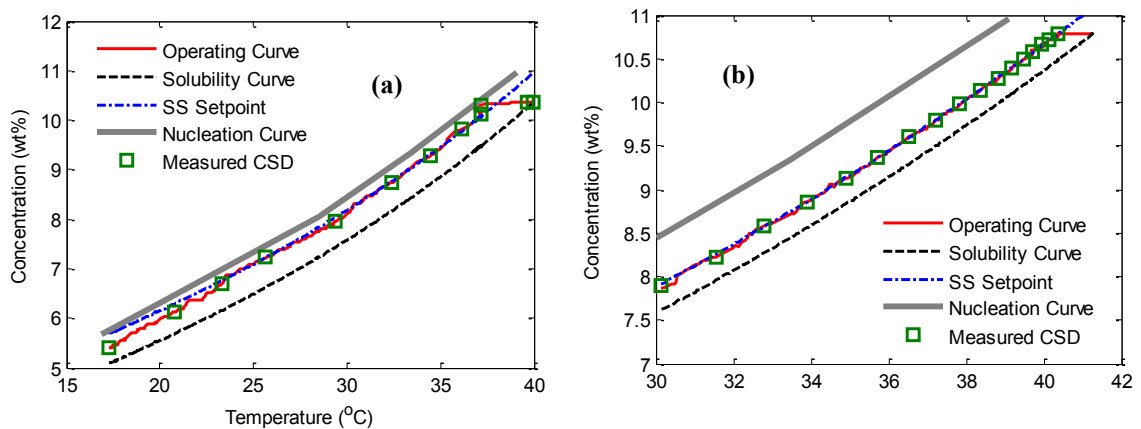 12
11
10
9
8
7
6
5
15
20
25
30
35
40
Concentration (wt%)
Temperature (°C)
Operating Curve
Solubility Curve
SS Setpoint
Nucleation Curve
Measured CSD
(a)
11
10.5
10
9.5
9
8.5
8
7.5
7
30
32
34
36
38
40
42
Concentration (wt%)
(b)
Operating Curve
Solubility Curve
SS Setpoint
Nucleation Curve
Measured CSD